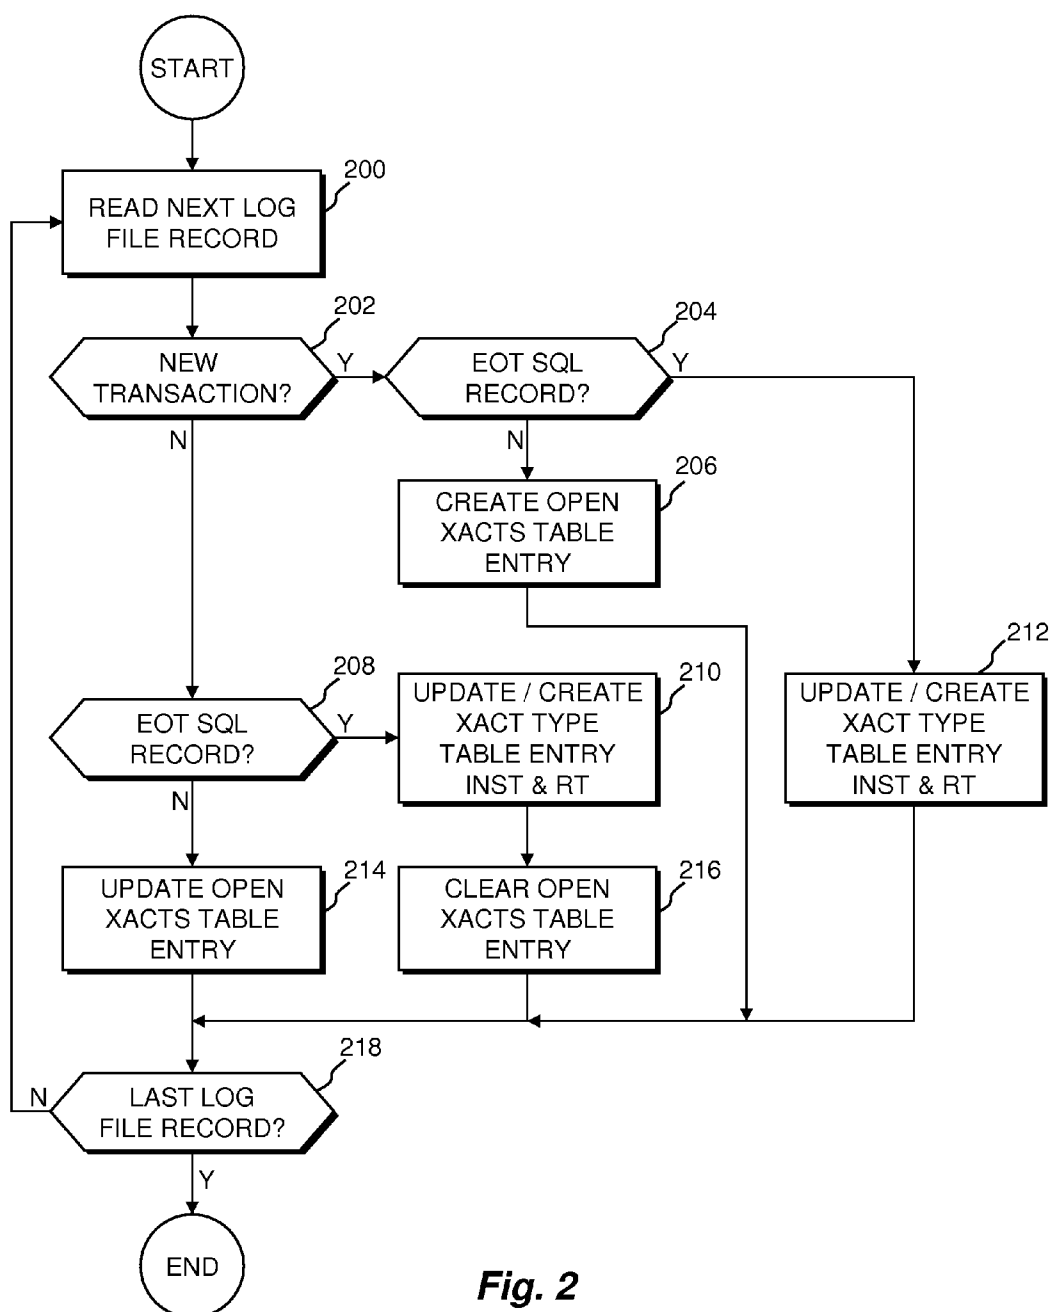 START
200
READ NEXT LOG
FILE RECORD
202
NEW
TRANSACTION?
Y
N
204
EOT SQL
RECORD?
Y
N
206
CREATE OPEN
XACTS TABLE
ENTRY
208
EOT SQL
RECORD?
Y
N
210
UPDATE / CREATE
XACT TYPE
TABLE ENTRY
INST & RT
212
UPDATE / CREATE
XACT TYPE
TABLE ENTRY
INST & RT
214
UPDATE OPEN
XACTS TABLE
ENTRY
216
CLEAR OPEN
XACTS TABLE
ENTRY
218
LAST LOG
FILE RECORD?
N
Y
END
Fig. 2